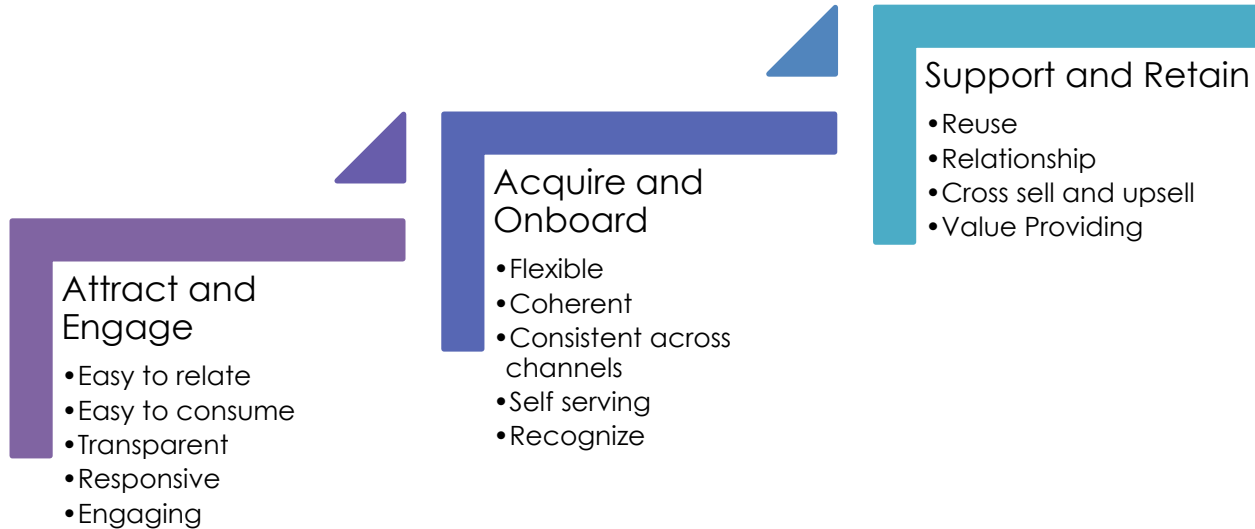 Attract and
Engage
•Easy to relate
•Easy to consume
•Transparent
•Responsive
•Engaging
Acquire and
Onboard
•Flexible
•Coherent
•Consistent across
channels
•Self serving
•Recognize
Support and Retain
•Reuse
•Relationship
•Cross sell and upsell
•Value Providing